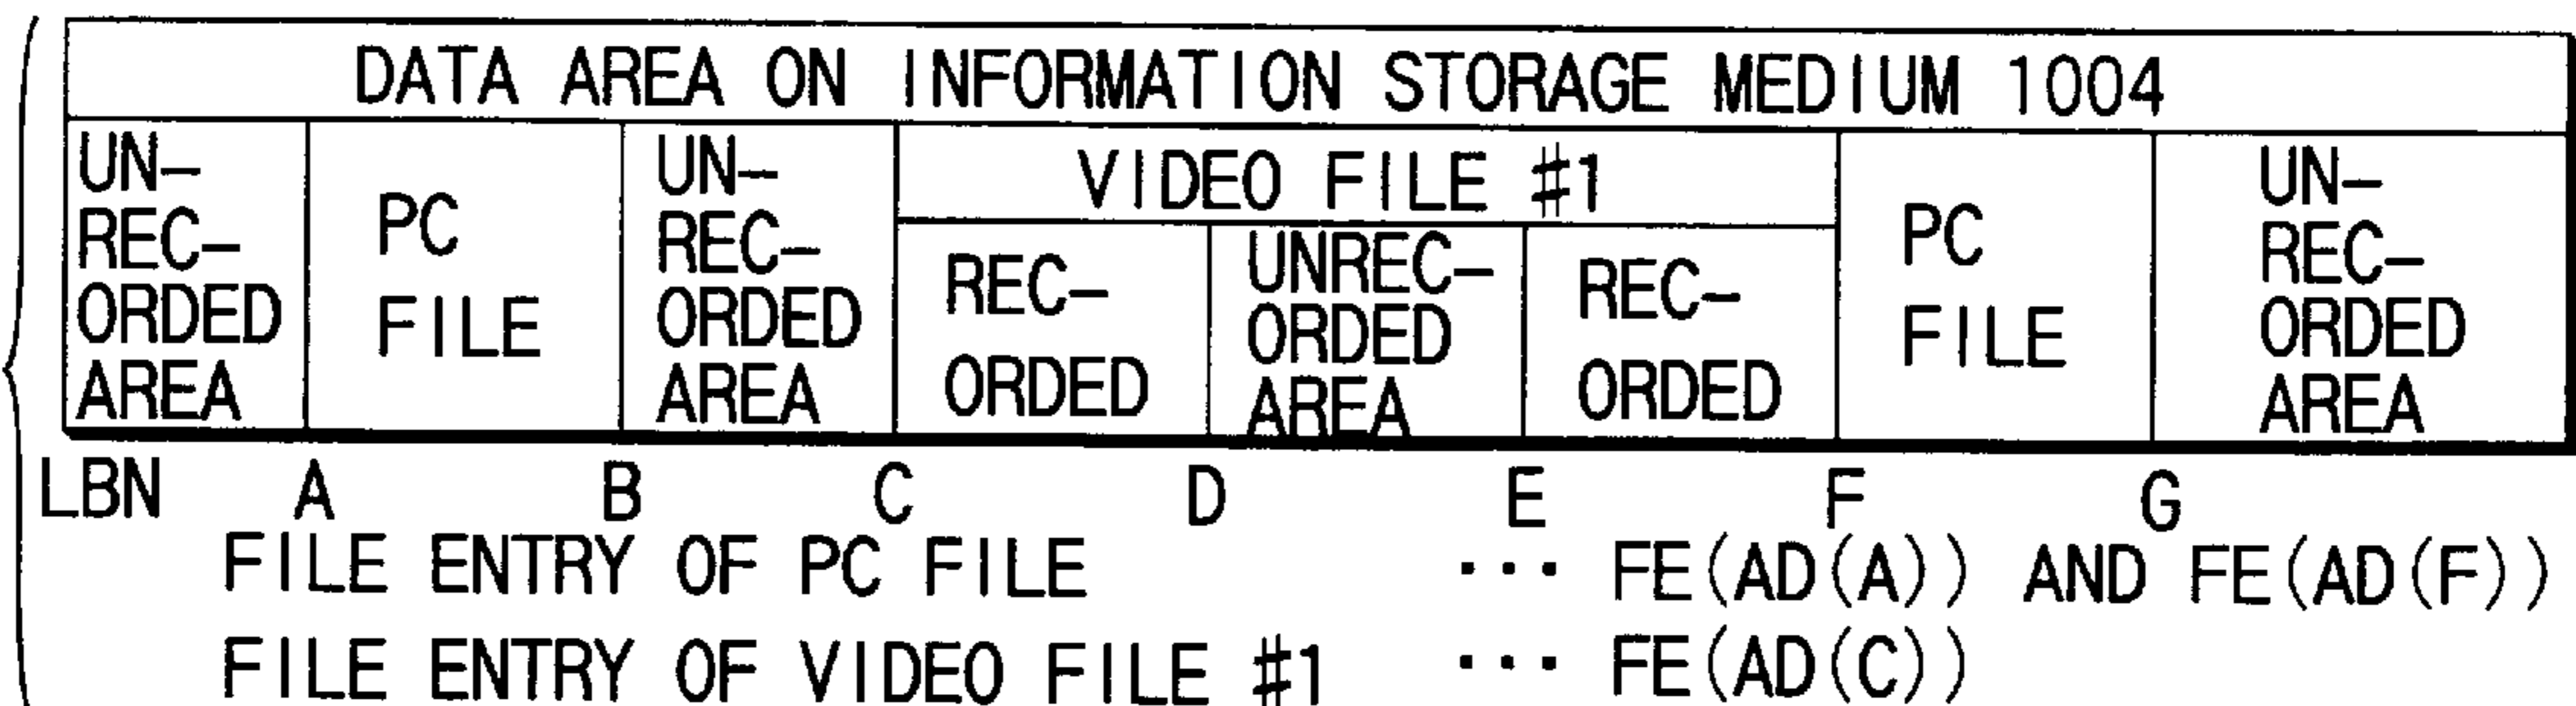 DATA AREA ON INFORMATION STORAGE MEDIUM 1004
UN-
REC-
ORDED
AREA
PC
FILE
UN-
REC-
ORDED
AREA
VIDEO FILE #1
REC-
ORDED
UNREC-
ORDED
AREA
REC-
ORDED
PC
FILE
UN-
REC-
ORDED
AREA
LBN A B C D E F G
FILE ENTRY OF PC FILE ··· FE(AD(A)) AND FE(AD(F))
FILE ENTRY OF VIDEO FILE #1 ··· FE(AD(C))